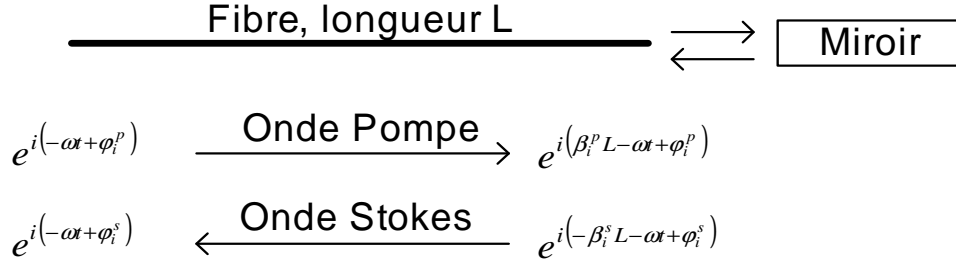 Fibre, longueur L
Miroir
e^{i(-ωt+φ_i^p)} Onde Pompe e^{i(β_i^p L-ωt+φ_i^p)}
e^{i(-ωt+φ_i^s)} Onde Stokes e^{i(-β_i^s L-ωt+φ_i^s)}